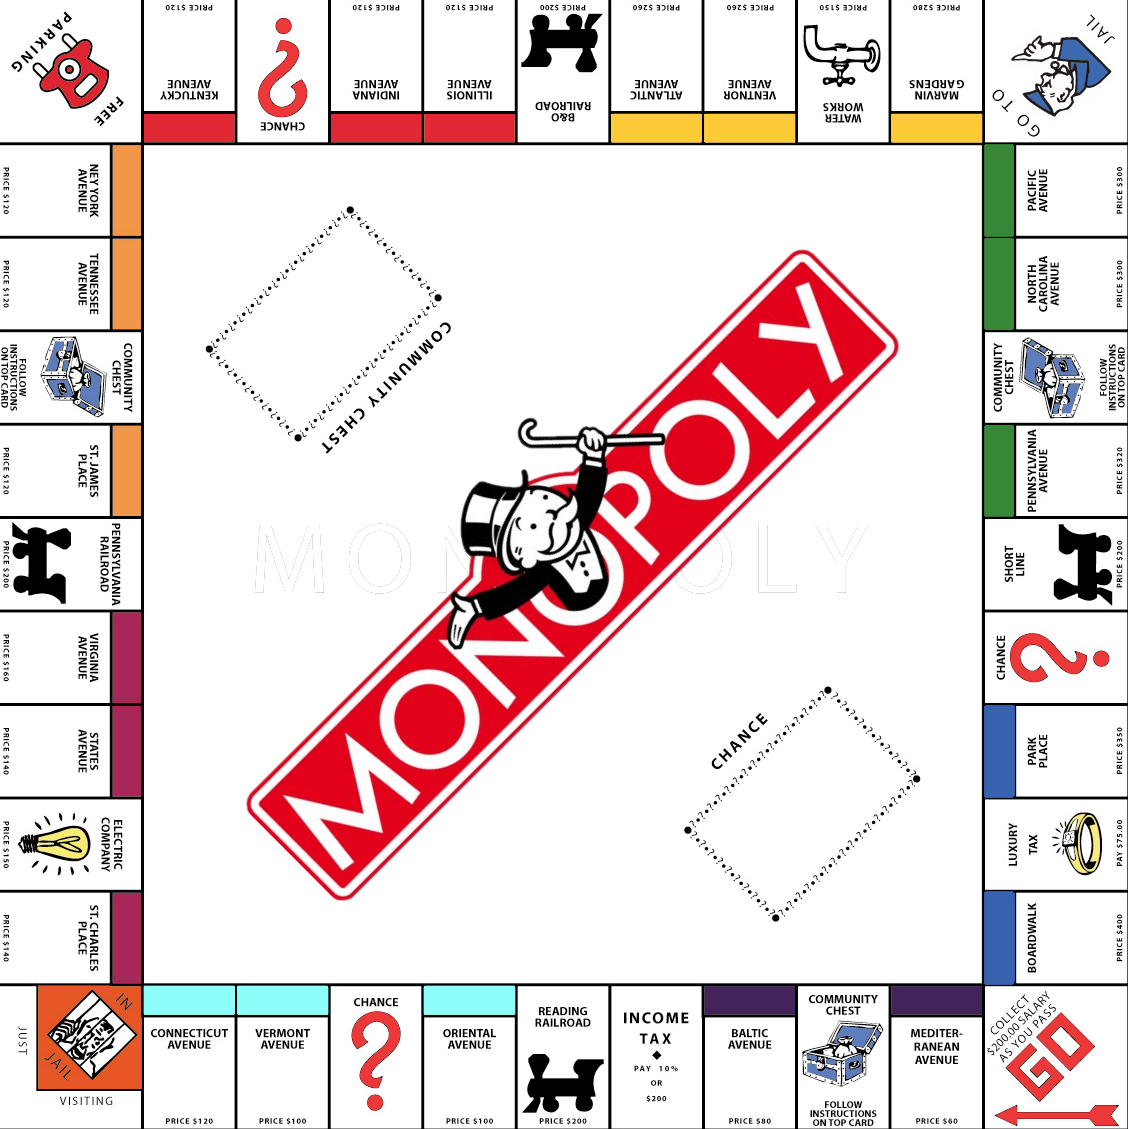 FREE
PARKING
PRICE $120
KENTUCKY
AVENUE
CHANCE
PRICE $120
INDIANA
AVENUE
PRICE $120
ILLINOIS
AVENUE
PRICE $200
B&O
RAILROAD
PRICE $260
ATLANTIC
AVENUE
PRICE $260
VENTNOR
AVENUE
PRICE $150
WATER
WORKS
PRICE $280
MARVIN
GARDENS
GO TO
JAIL
NEY YORK
AVENUE
PRICE $120
TENNESSEE
AVENUE
PRICE $120
COMMUNITY
CHEST
FOLLOW
INSTRUCTIONS
ON TOP CARD
ST. JAMES
PLACE
PRICE $120
PENNSYLVANIA
RAILROAD
PRICE $200
VIRGINIA
AVENUE
PRICE $160
STATES
AVENUE
PRICE $140
ELECTRIC
COMPANY
PRICE $150
ST. CHARLES
PLACE
PRICE $140
COMMUNITY CHEST
MONOPOLY
MONOPOLY
CHANCE
PACIFIC
AVENUE
PRICE $300
NORTH
CAROLINA
AVENUE
PRICE $300
COMMUNITY
CHEST
FOLLOW
INSTRUCTIONS
ON TOP CARD
PENNSYLVANIA
AVENUE
PRICE $320
SHORT
LINE
PRICE $200
CHANCE
PARK
PLACE
PRICE $350
LUXURY
TAX
PAY $75.00
BOARDWALK
PRICE $400
JUST
VISITING
IN
JAIL
CONNECTICUT
AVENUE
PRICE $120
VERMONT
AVENUE
PRICE $100
CHANCE
ORIENTAL
AVENUE
PRICE $100
READING
RAILROAD
PRICE $200
INCOME
TAX
PAY 10%
OR
$200
BALTIC
AVENUE
PRICE $80
COMMUNITY
CHEST
FOLLOW
INSTRUCTIONS
ON TOP CARD
MEDITER-
RANEAN
AVENUE
PRICE $60
COLLECT
$200.00 SALARY
AS YOU PASS
GO